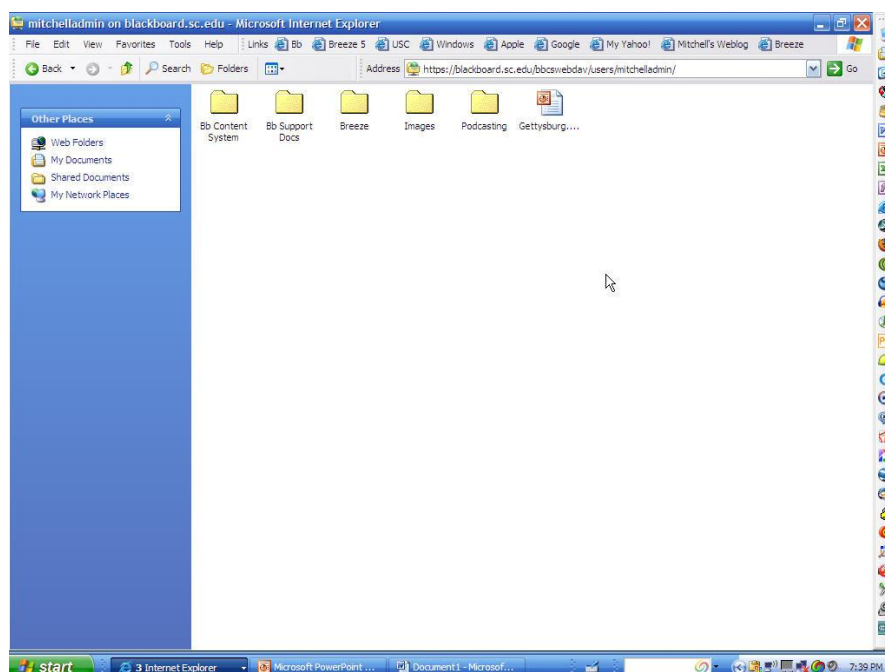 mitchelladmin on blackboard.sc.edu - Microsoft Internet Explorer
File Edit View Favorites Tools Help Links Bb Breeze 5 USC Windows Apple Google My Yahoo! Mitchell's Weblog Breeze
Back Search Folders Address https://blackboard.sc.edu/bbcswebdav/users/mitchelladmin/ Go
Other Places
Web Folders
My Documents
Shared Documents
My Network Places
Bb Content System
Bb Support Docs
Breeze
Images
Podcasting
Gettysburg....
start 3 Internet Explorer Microsoft PowerPoint ... Document1 - Microsof... 7:39 PM